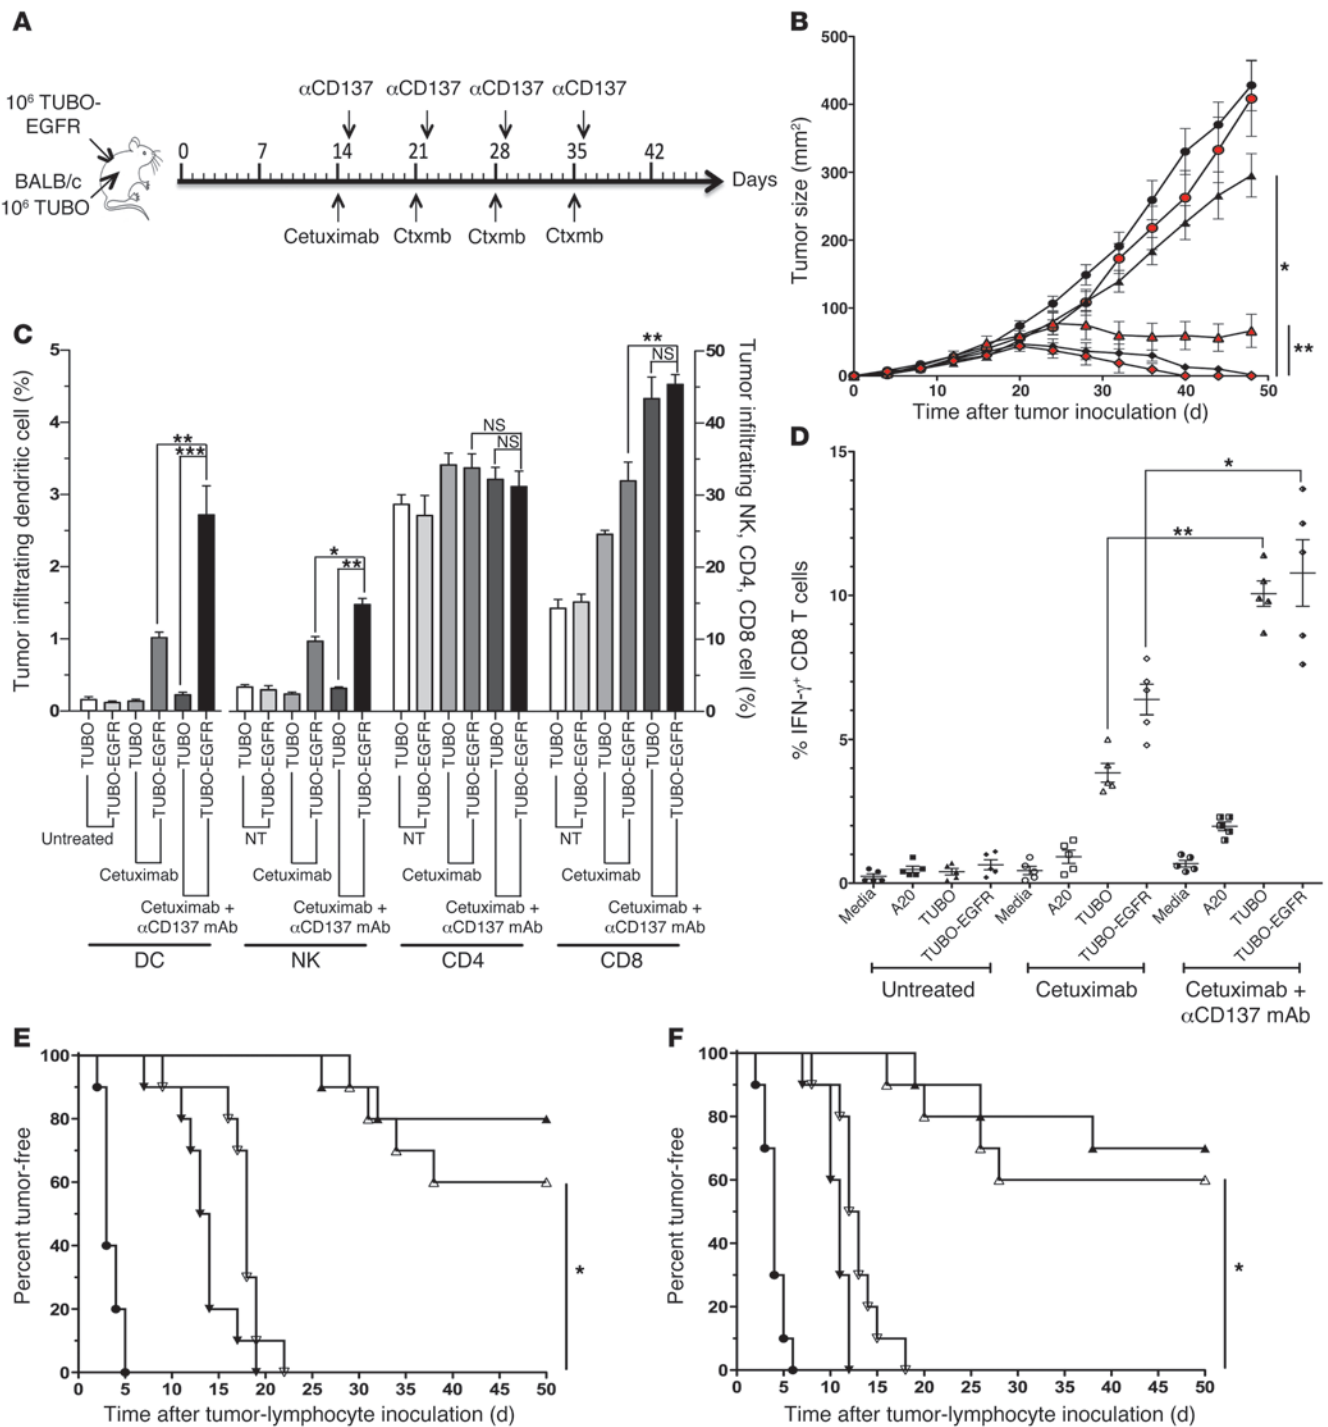 A
10⁶ TUBO-
EGFR
BALB/c
10⁶ TUBO
αCD137 αCD137 αCD137 αCD137
0 7 14 21 28 35 42
Days
Cetuximab Ctxmb Ctxmb Ctxmb
B
Tumor size (mm²)
500
400
300
200
100
0
0 10 20 30 40 50
Time after tumor inoculation (d)
*
**
C
Tumor infiltrating dendritic cell (%)
5
4
3
2
1
0
Tumor infiltrating NK, CD4, CD8 cell (%)
50
40
30
20
10
0
**
***
*
**
NS
NS
**
NS
TUBO TUBO-EGFR TUBO TUBO-EGFR TUBO TUBO-EGFR
TUBO TUBO-EGFR TUBO TUBO-EGFR TUBO TUBO-EGFR
TUBO TUBO-EGFR TUBO TUBO-EGFR TUBO TUBO-EGFR
TUBO TUBO-EGFR TUBO TUBO-EGFR TUBO TUBO-EGFR
Untreated NT NT NT
Cetuximab Cetuximab Cetuximab Cetuximab
Cetuximab + Cetuximab + Cetuximab + Cetuximab +
αCD137 mAb αCD137 mAb αCD137 mAb αCD137 mAb
DC NK CD4 CD8
D
% IFN-γ⁺ CD8 T cells
15
10
5
0
*
**
Media A20 TUBO TUBO-EGFR Media A20 TUBO TUBO-EGFR Media A20 TUBO TUBO-EGFR
Untreated Cetuximab Cetuximab +
αCD137 mAb
E
Percent tumor-free
100
80
60
40
20
0
0 5 10 15 20 25 30 35 40 45 50
Time after tumor-lymphocyte inoculation (d)
*
F
Percent tumor-free
100
80
60
40
20
0
0 5 10 15 20 25 30 35 40 45 50
Time after tumor-lymphocyte inoculation (d)
*